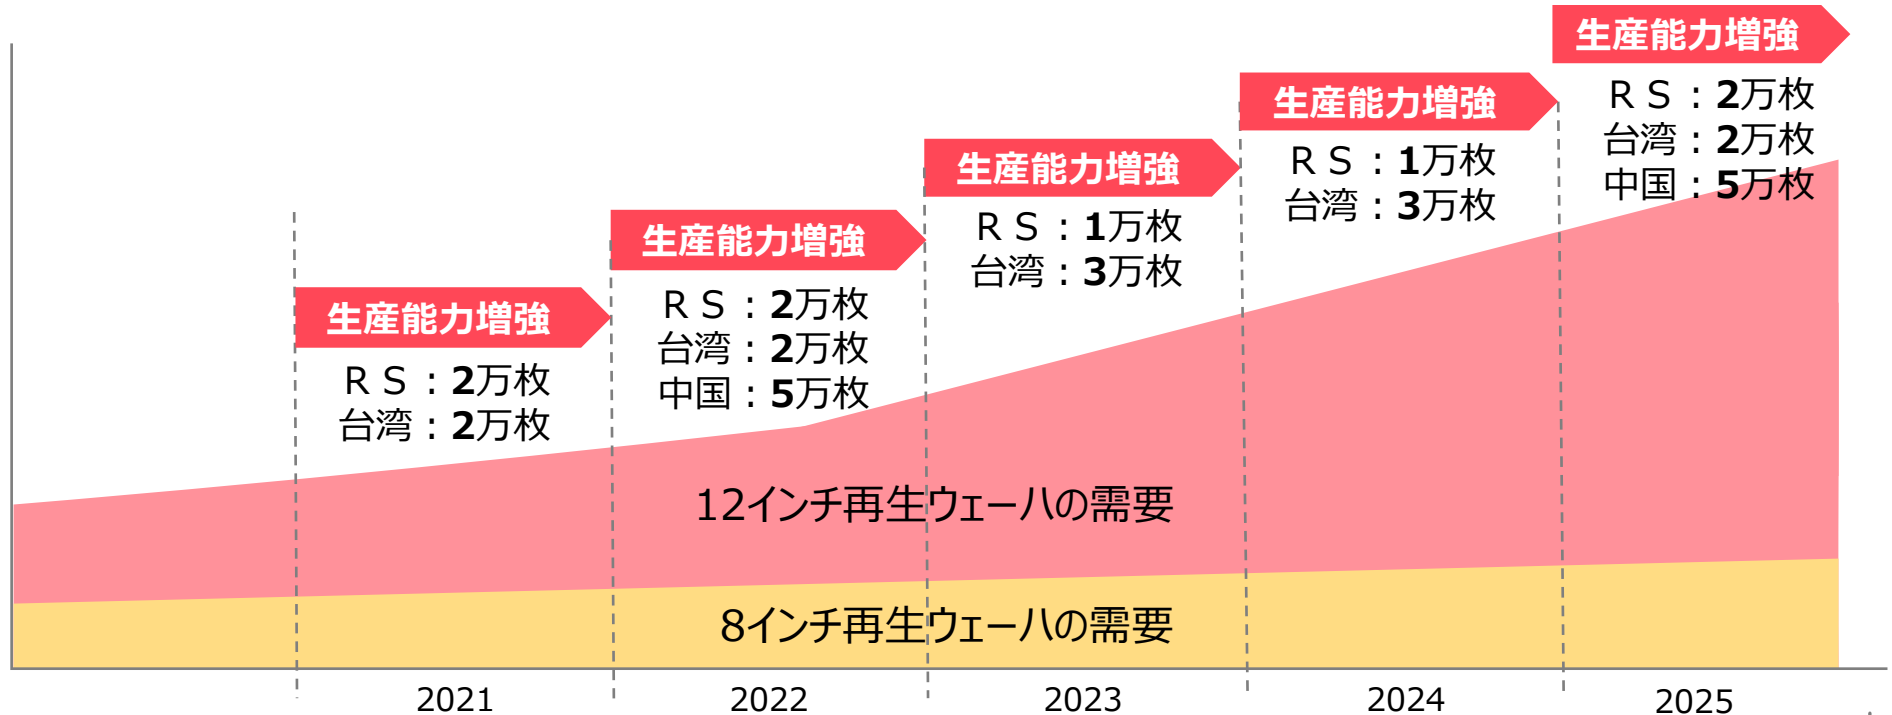 生産能力増強
ＲＳ：2万枚
台湾：2万枚
生産能力増強
ＲＳ：2万枚
台湾：2万枚
中国：5万枚
生産能力増強
ＲＳ：1万枚
台湾：3万枚
生産能力増強
ＲＳ：1万枚
台湾：3万枚
生産能力増強
ＲＳ：2万枚
台湾：2万枚
中国：5万枚
12インチ再生ウェーハの需要
8インチ再生ウェーハの需要
2021 2022 2023 2024 2025